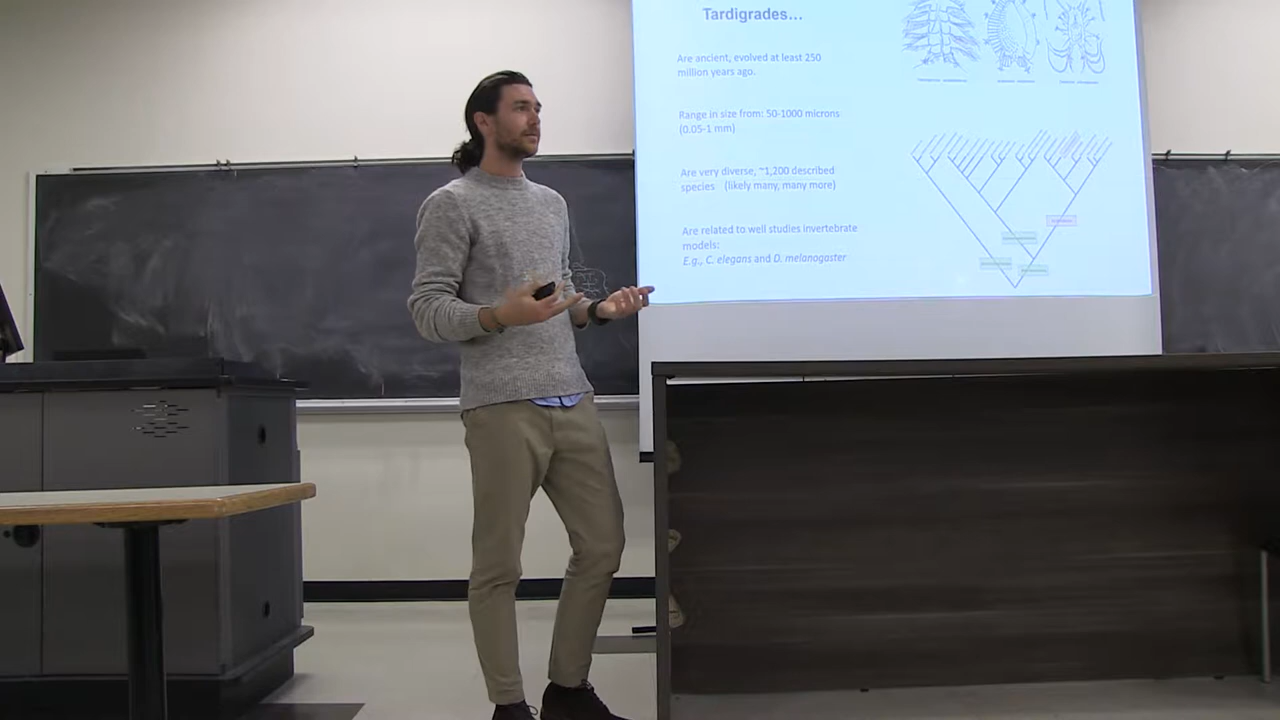 Tardigrades...
Are ancient, evolved at least 250
million years ago.
Range in size from: 50-1000 microns
(0.05-1 mm)
Are very diverse, ~1,200 described
species (likely many, many more)
Are related to well studies invertebrate
models:
E.g., C. elegans and D. melanogaster